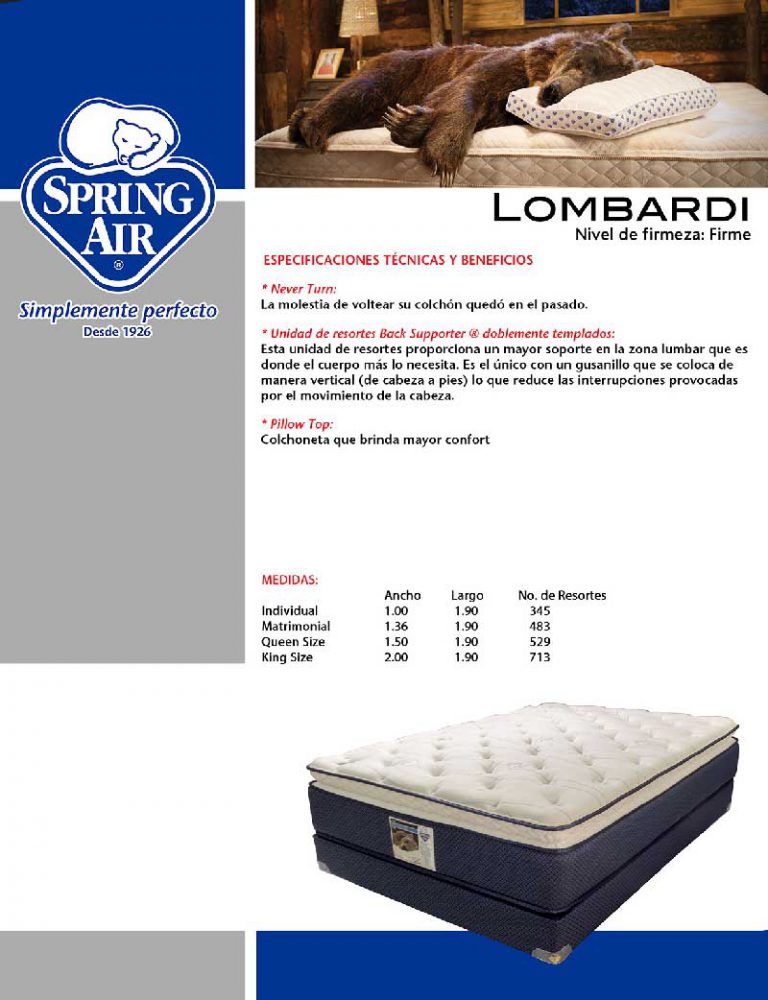 SPRING
AIR
®
Simplemente perfecto
Desde 1926
LOMBARDI
Nivel de firmeza: Firme
ESPECIFICACIONES TÉCNICAS Y BENEFICIOS
* Never Turn:
La molestia de voltear su colchón quedó en el pasado.
* Unidad de resortes Back Supporter ® doblemente templados:
Esta unidad de resortes proporciona un mayor soporte en la zona lumbar que es
donde el cuerpo más lo necesita. Es el único con un gusanillo que se coloca de
manera vertical (de cabeza a pies) lo que reduce las interrupciones provocadas
por el movimiento de la cabeza.
* Pillow Top:
Colchoneta que brinda mayor confort
MEDIDAS:
Ancho Largo No. de Resortes
Individual 1.00 1.90 345
Matrimonial 1.36 1.90 483
Queen Size 1.50 1.90 529
King Size 2.00 1.90 713